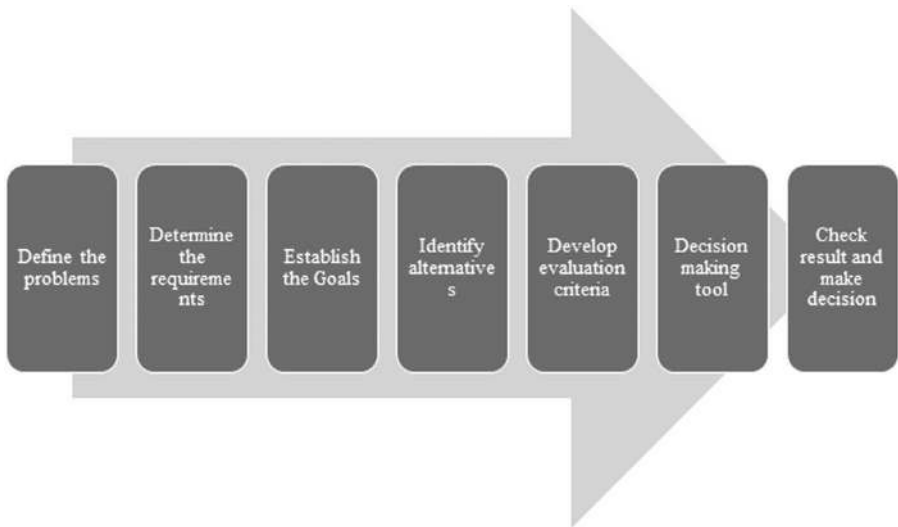 Define the
problems
Determine
the
requireme
nts
Establish
the Goals
Identify
alternative
s
Develop
evaluation
criteria
Decision
making
tool
Check
result and
make
decision